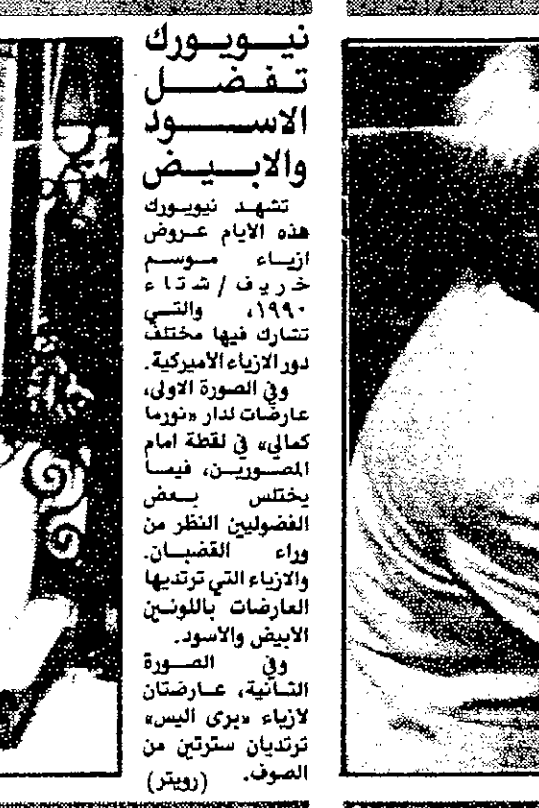 نيويورك
تفضل
الاسود
والابيض
تشهد نيويورك
هذه الايام عروض
ازياء موسم
خريف / شتاء
١٩٩٠، والتي
تشارك فيها مختلف
دور الازياء الأميركية.
وفي الصورة الاولى،
عارضات لدار «نورما
كمالي» في لقطة امام
المصورين، فيما
يختلس بعض
الفضوليين النظر من
وراء القضبان.
والازياء التي ترتديها
العارضات باللونين
الابيض والاسود.
وفي الصورة
الثانية، عارضتان
لازياء «بري اليس»
ترتديان سترتين من
الصوف. (رويتر)